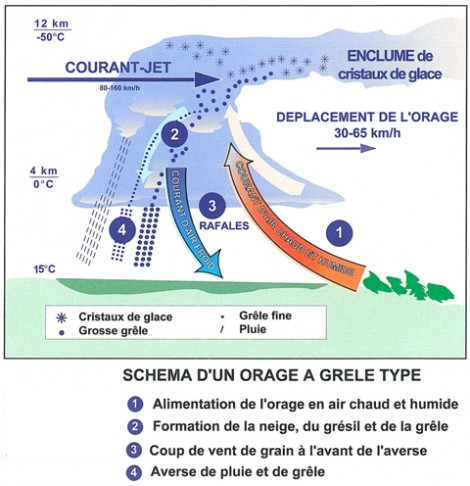 12 km
-50°C
ENCLUME de
cristaux de glace
COURANT-JET
80-160 km/h
DEPLACEMENT DE L'ORAGE
30-65 km/h
2
4 km
0°C
COURANT D'AIR FROID
COURANT D'AIR CHAUD ET HUMIDE
3
RAFALES
4
1
15°C
Cristaux de glace
Grêle fine
Grosse grêle
Pluie
SCHEMA D'UN ORAGE A GRELE TYPE
1 Alimentation de l'orage en air chaud et humide
2 Formation de la neige, du grésil et de la grêle
3 Coup de vent de grain à l'avant de l'averse
4 Averse de pluie et de grêle